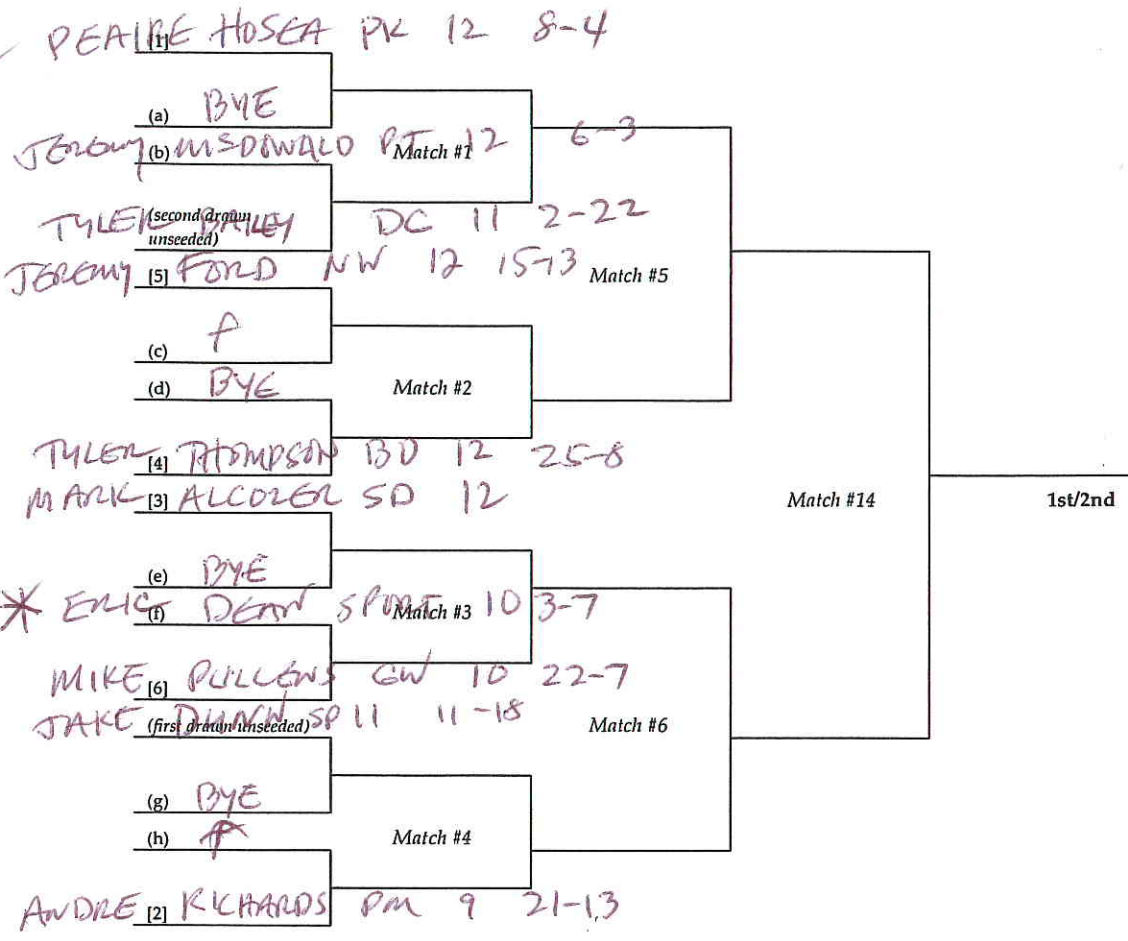 PEAIRE HOSEA PK 12 8-4
[1]
(a) BYE
JEREMY (b) MSDOWALD PT 12 6-3
Match #1
TYLER BAILEY DC 11 2-22
(second drawn unseeded)
JEREMY [5] FORD NW 12 15-13
Match #5
(c)
(d) BYE
Match #2
TYLER [4] THOMPSON BD 12 25-8
MARK [3] ALCOZER SD 12
Match #14
1st/2nd
(e) BYE
* ERIC (f) DEAN 10 3-7
Match #3
MIKE [6] PULLENS GW 10 22-7
JAKE DUNN SP 11 11-18
(first drawn unseeded)
Match #6
(g) BYE
(h)
Match #4
ANDRE [2] RICHARDS PM 9 21-13